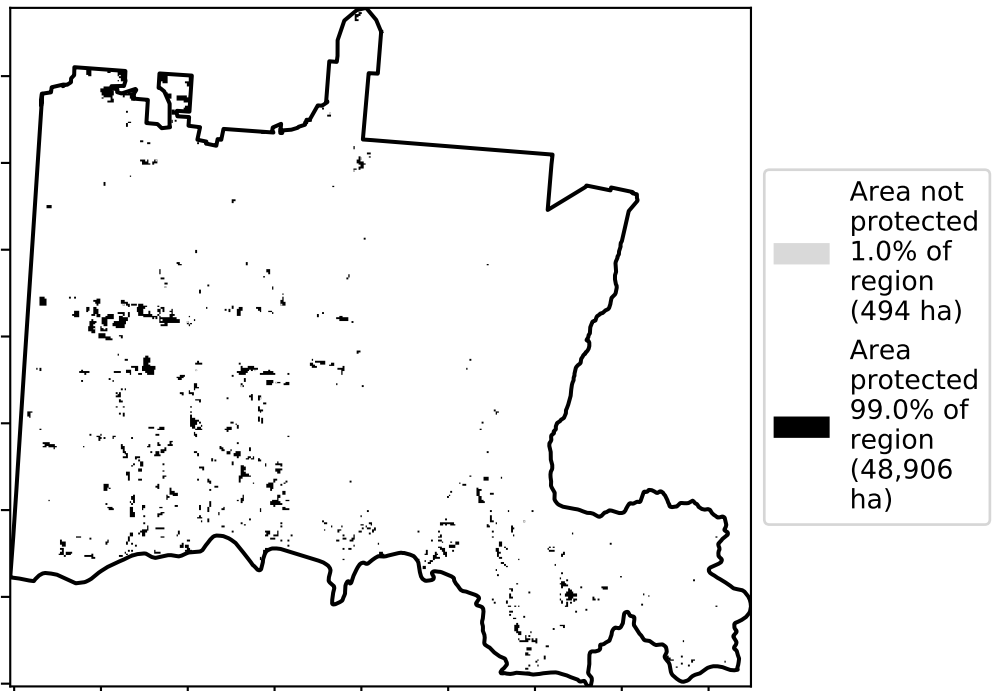 Area not
protected
1.0% of
region
(494 ha)
Area
protected
99.0% of
region
(48,906
ha)